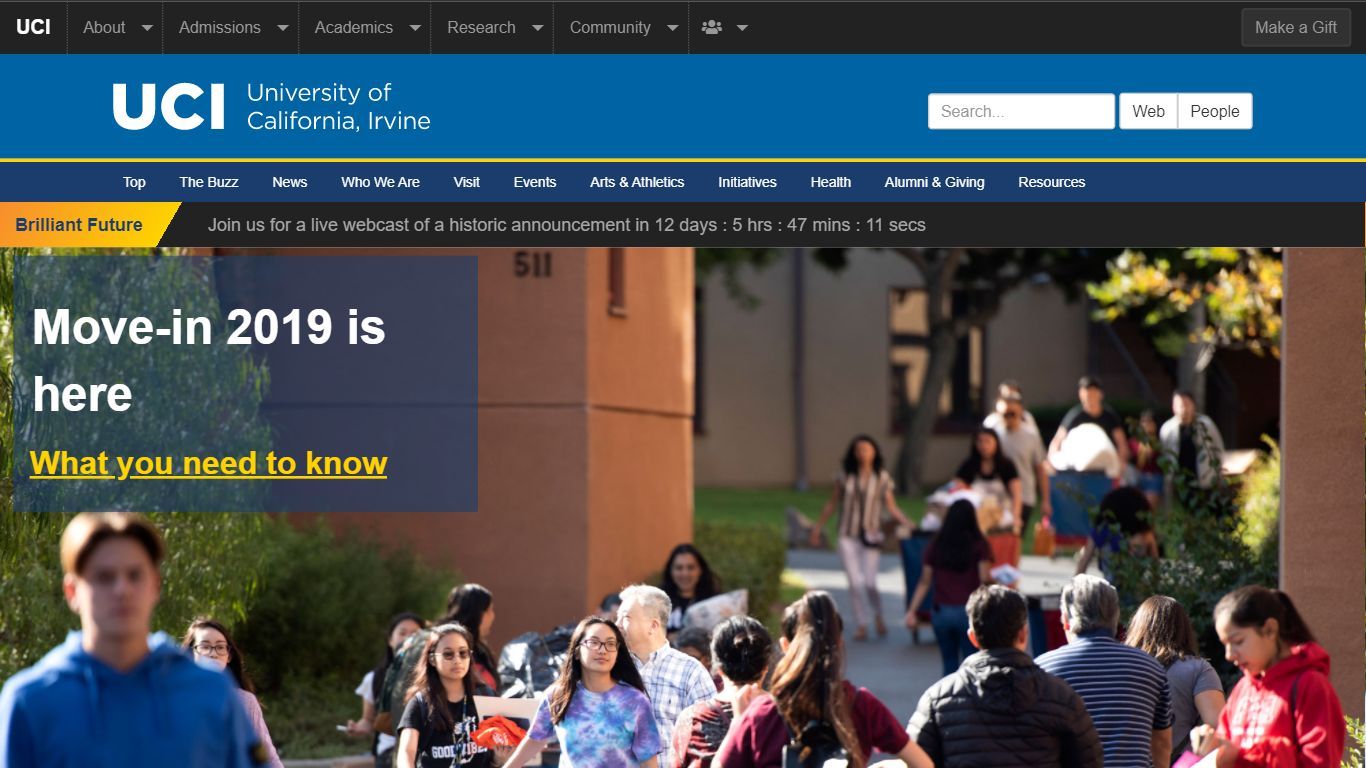 UCI About Admissions Academics Research Community Make a Gift
UCI University of
California, Irvine
Search... Web People
Top The Buzz News Who We Are Visit Events Arts & Athletics Initiatives Health Alumni & Giving Resources
Brilliant Future Join us for a live webcast of a historic announcement in 12 days : 5 hrs : 47 mins : 11 secs
511
Move-in 2019 is
here
What you need to know
GOOD VIBES